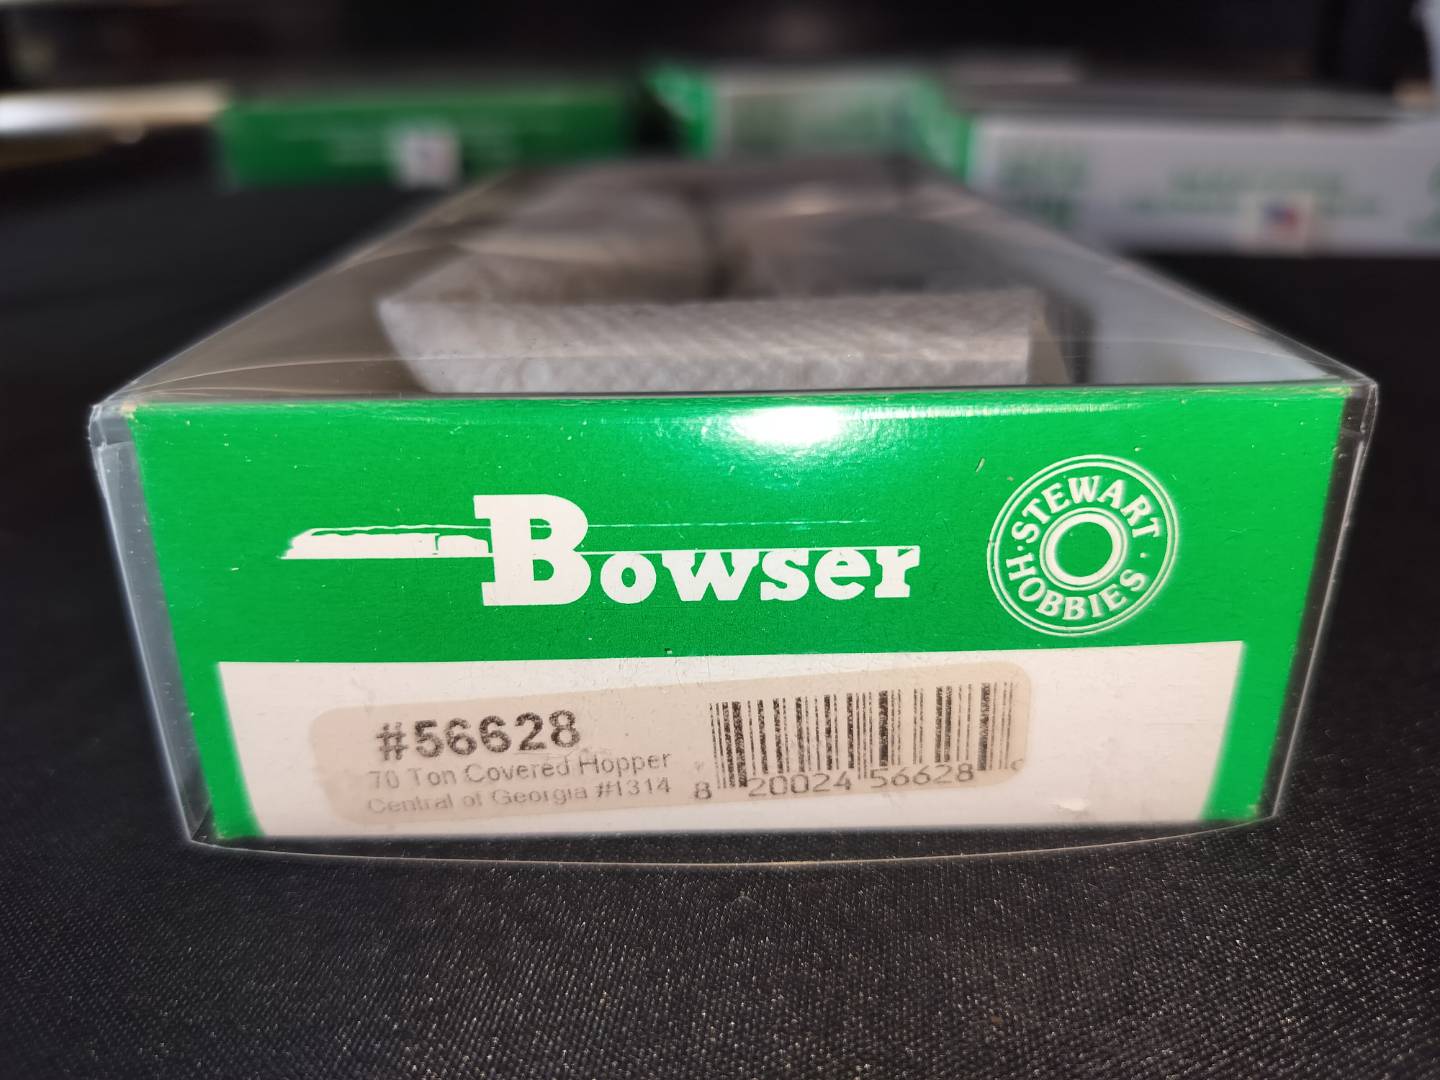 Bowser
STEWART
HOBBIES
#56628
70 Ton Covered Hopper
Central of Georgia #1314
8 20024 56628